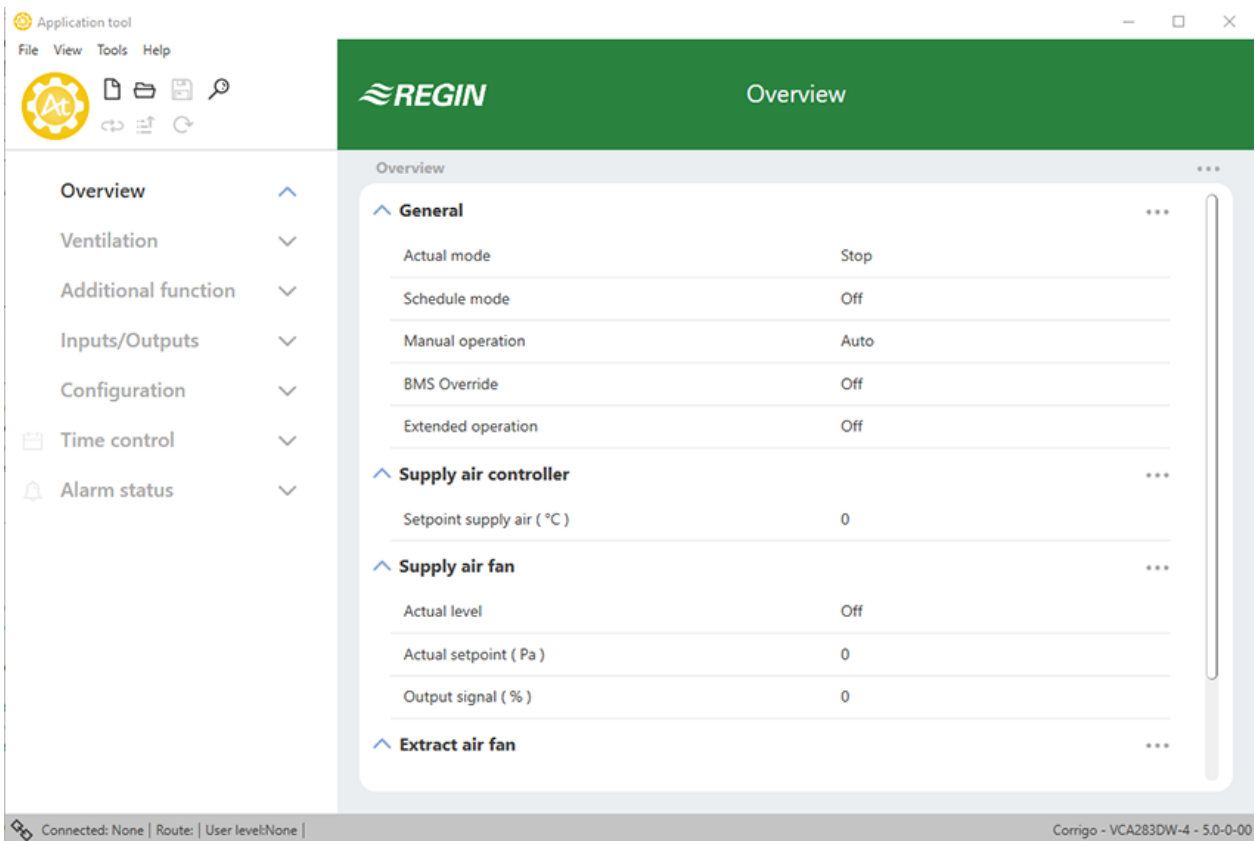 Application tool
File View Tools Help
At
REGIN
Overview
Overview
Ventilation
Additional function
Inputs/Outputs
Configuration
Time control
Alarm status
Overview
General
Actual mode Stop
Schedule mode Off
Manual operation Auto
BMS Override Off
Extended operation Off
Supply air controller
Setpoint supply air ( °C ) 0
Supply air fan
Actual level Off
Actual setpoint ( Pa ) 0
Output signal ( % ) 0
Extract air fan
Connected: None | Route: | User level:None |
Corrigo - VCA283DW-4 - 5.0-0-00